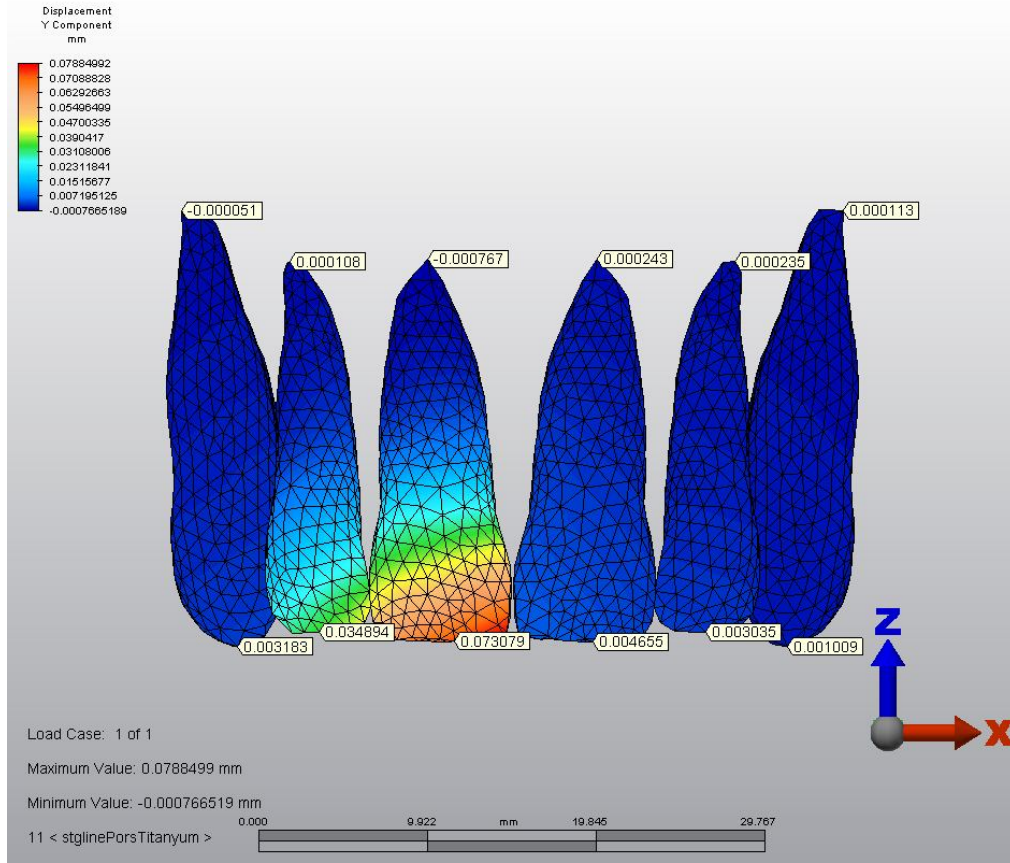 Displacement
Y Component
mm
0.07884992
0.07088828
0.06292663
0.05496499
0.04700335
0.0390417
0.03108006
0.02311841
0.01515677
0.007195125
-0.0007665189
-0.000051
0.000108
-0.000767
0.000243
0.000235
0.000113
0.003183
0.034894
0.073079
0.004655
0.003035
0.001009
Z
X
Load Case: 1 of 1
Maximum Value: 0.0788499 mm
Minimum Value: -0.000766519 mm
11 < stglinePorsTitanyum >
0.000 9.922 mm 19.845 29.767